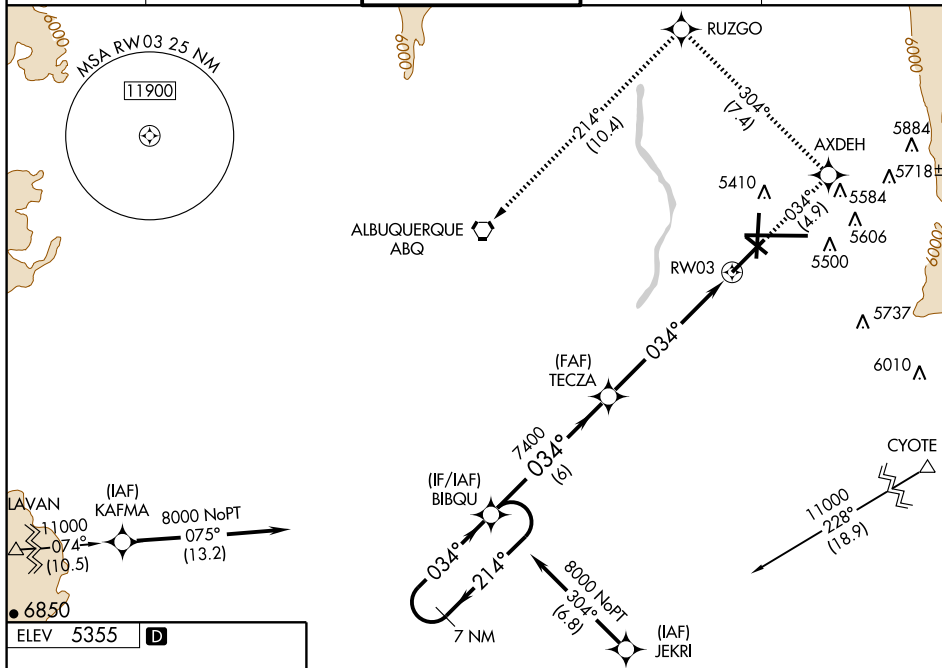 6000
MSA RW03 25 NM
11900
6000
RUZGO
6000
214°
(10.4)
304°
(7.4)
AXDEH
5884
5718±
5410
5584
034°
(4.9)
5606
ALBUQUERQUE
ABQ
5500
6000
RW03
5737
034°
(FAF)
TECZA
6010
7400
034°
(6)
CYOTE
(IF/IAF)
BIBQU
11000
228°
(18.9)
LAVAN
11000
074°
(10.5)
(IAF)
KAFMA
8000 NoPT
075°
(13.2)
034°
214°
7 NM
8000 NoPT
304°
(6.8)
(IAF)
JEKRI
6850
ELEV 5355 D